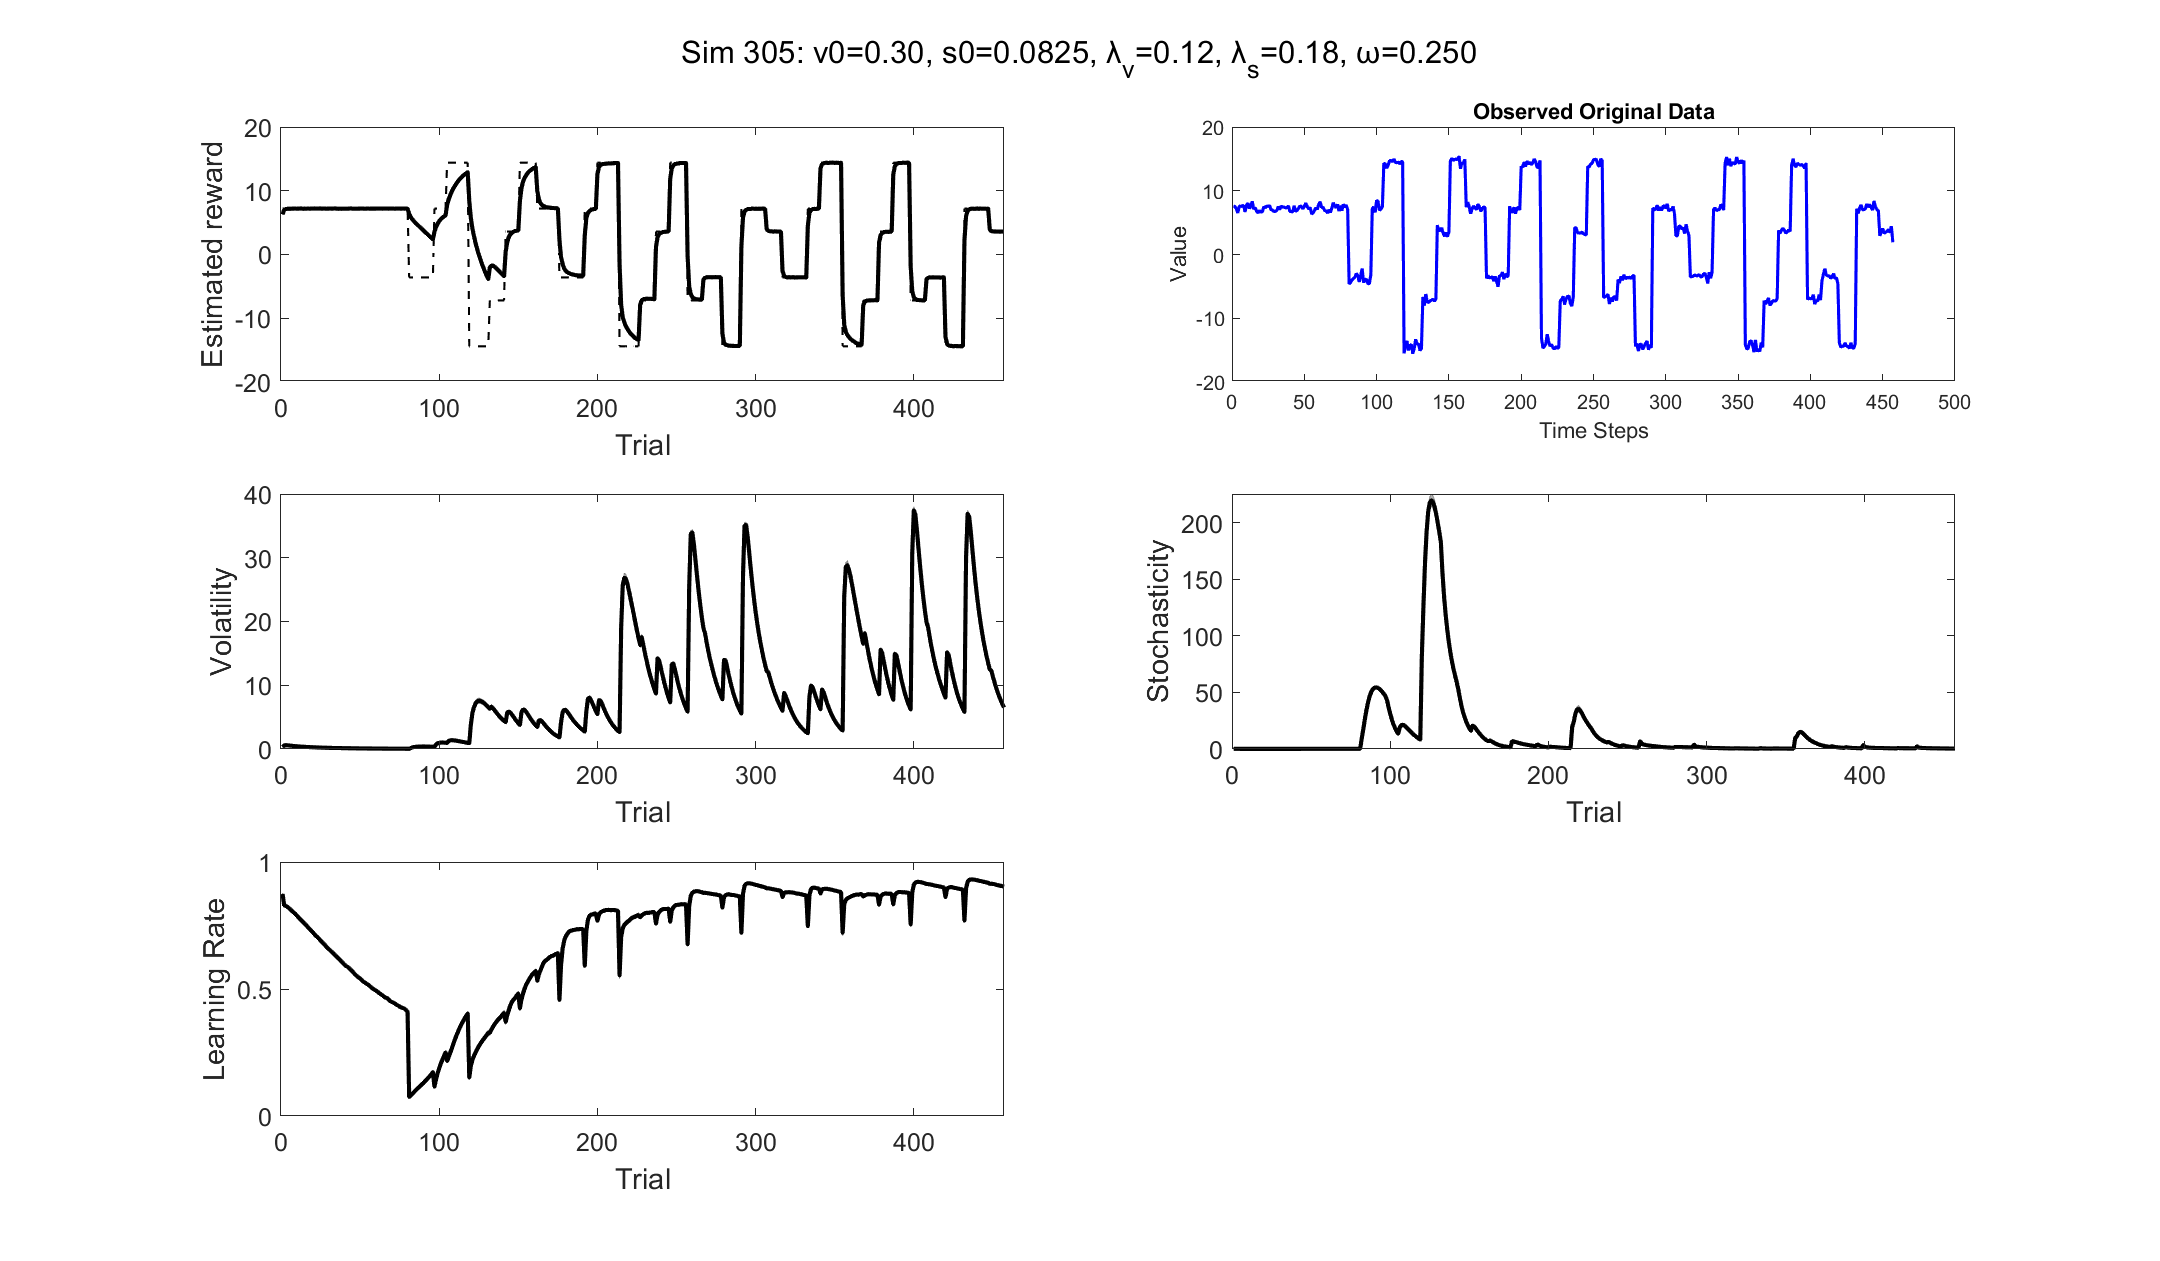 Sim 305: v0=0.30, s0=0.0825, λv=0.12, λs=0.18, ω=0.250
Estimated reward
20
10
0
-10
-20
0 100 200 300 400
Trial
Observed Original Data
Value
20
10
0
-10
-20
0 50 100 150 200 250 300 350 400 450 500
Time Steps
Volatility
40
30
20
10
0
0 100 200 300 400
Trial
Stochasticity
200
150
100
50
0
0 100 200 300 400
Trial
Learning Rate
1
0.5
0
0 100 200 300 400
Trial